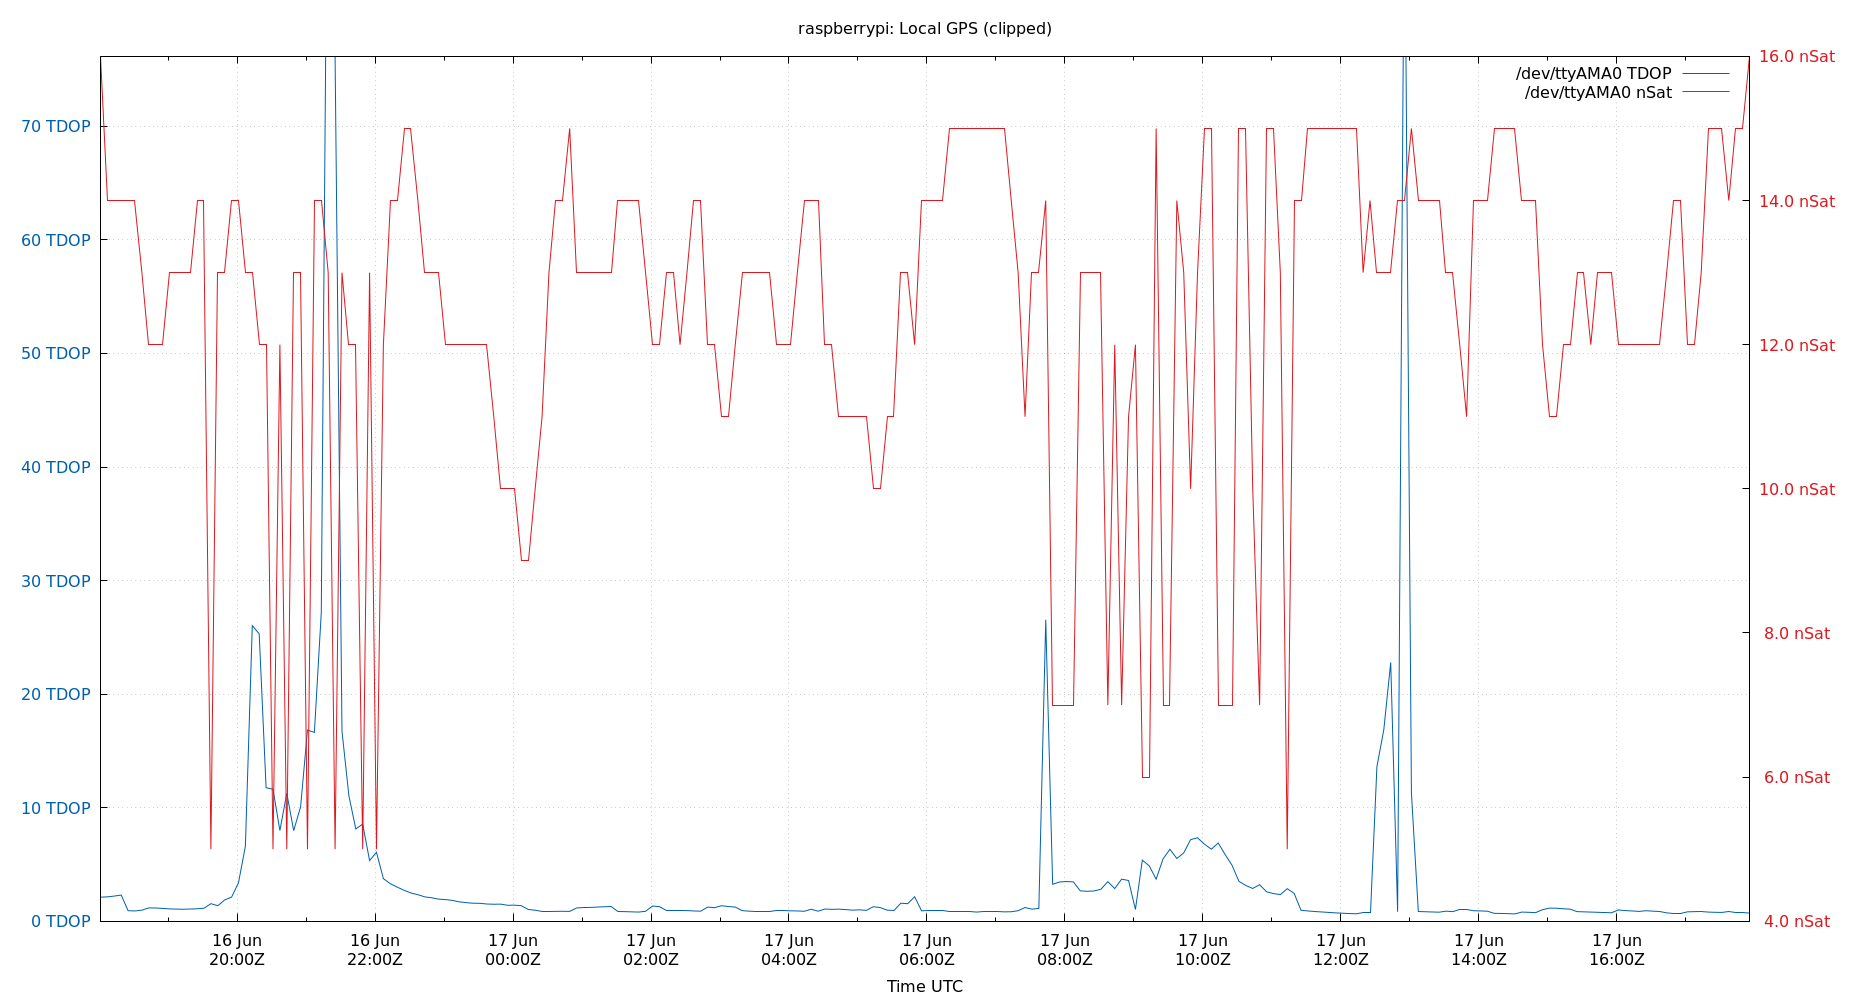 raspberrypi: Local GPS (clipped)
16.0 nSat
/dev/ttyAMA0 TDOP
/dev/ttyAMA0 nSat
70 TDOP
14.0 nSat
60 TDOP
50 TDOP
12.0 nSat
40 TDOP
10.0 nSat
30 TDOP
8.0 nSat
20 TDOP
6.0 nSat
10 TDOP
0 TDOP
4.0 nSat
16 Jun 16 Jun 17 Jun 17 Jun 17 Jun 17 Jun 17 Jun 17 Jun 17 Jun 17 Jun 17 Jun
20:00Z 22:00Z 00:00Z 02:00Z 04:00Z 06:00Z 08:00Z 10:00Z 12:00Z 14:00Z 16:00Z
Time UTC